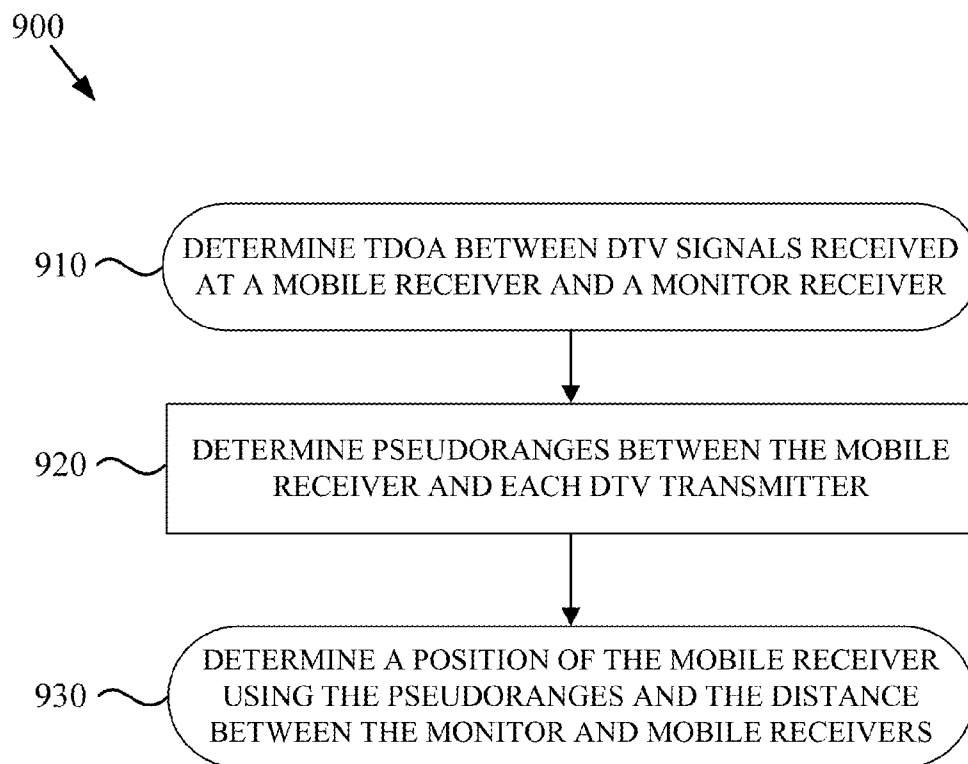 900
910
DETERMINE TDOA BETWEEN DTV SIGNALS RECEIVED
AT A MOBILE RECEIVER AND A MONITOR RECEIVER
920
DETERMINE PSEUDORANGES BETWEEN THE MOBILE
RECEIVER AND EACH DTV TRANSMITTER
930
DETERMINE A POSITION OF THE MOBILE RECEIVER
USING THE PSEUDORANGES AND THE DISTANCE
BETWEEN THE MONITOR AND MOBILE RECEIVERS